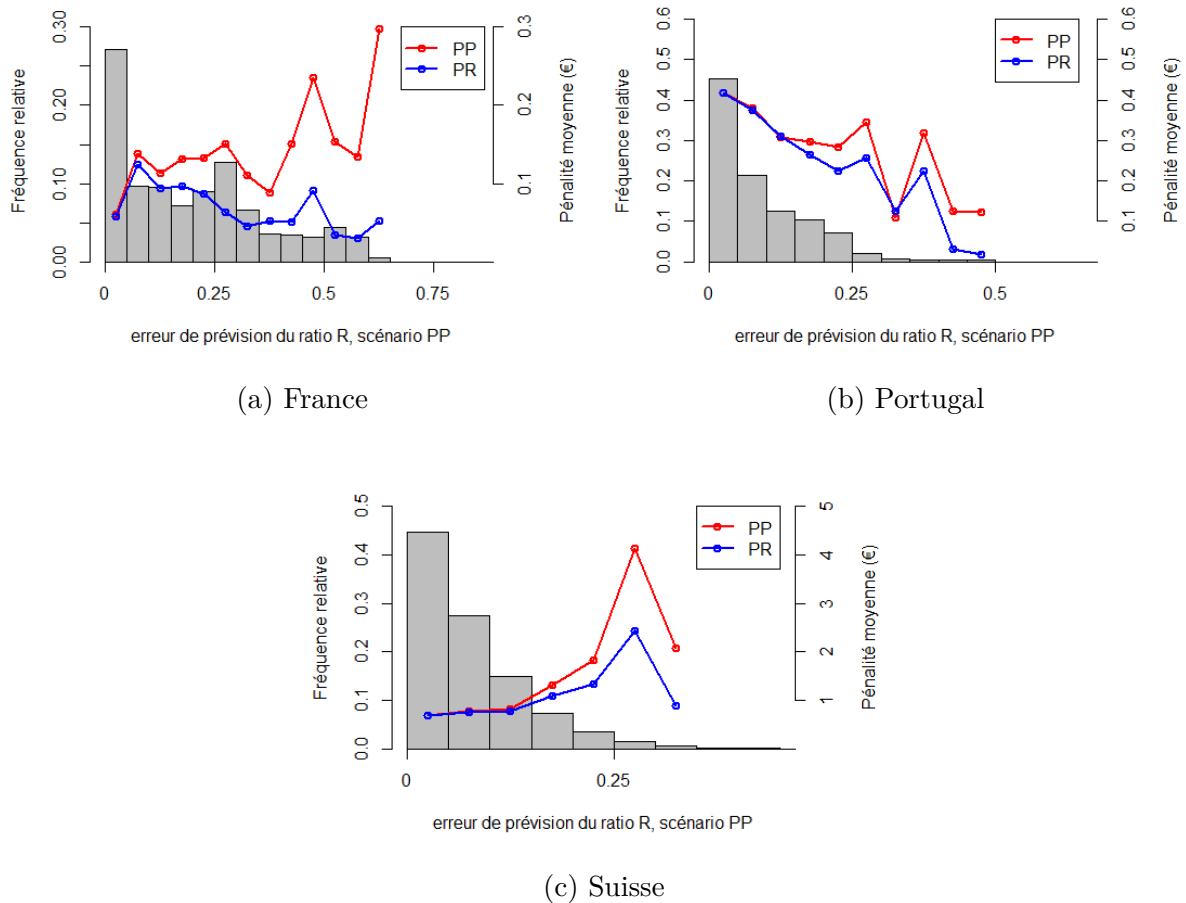 0.30
0.20
0.10
0.00
Fréquence relative
0.3
0.2
0.1
Pénalité moyenne (€)
PP
PR
0
0.25
0.5
0.75
erreur de prévision du ratio R, scénario PP
(a) France
0.6
0.5
0.4
0.3
0.2
0.1
0.0
Fréquence relative
0.6
0.5
0.4
0.3
0.2
0.1
Pénalité moyenne (€)
PP
PR
0
0.25
0.5
erreur de prévision du ratio R, scénario PP
(b) Portugal
0.5
0.4
0.3
0.2
0.1
0.0
Fréquence relative
5
4
3
2
1
Pénalité moyenne (€)
PP
PR
0
0.25
erreur de prévision du ratio R, scénario PP
(c) Suisse